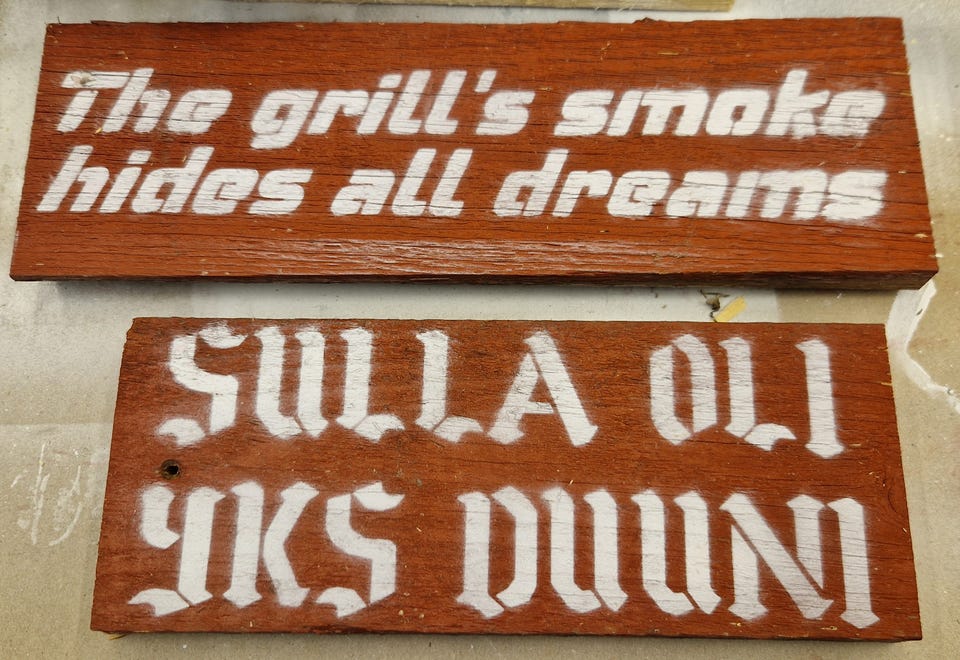 The grill's smoke
hides all dreams
SULLA OLI
YKS DUUNI